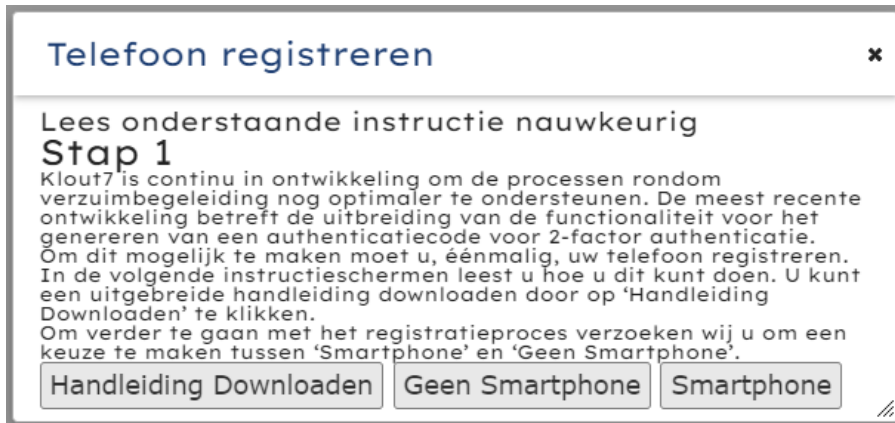 Telefoon registreren
Lees onderstaande instructie nauwkeurig
Stap 1
Klout7 is continu in ontwikkeling om de processen rondom
verzuimbegeleiding nog optimaler te ondersteunen. De meest recente
ontwikkeling betreft de uitbreiding van de functionaliteit voor het
genereren van een authenticatiecode voor 2-factor authenticatie.
Om dit mogelijk te maken moet u, éénmalig, uw telefoon registreren.
In de volgende instructieschermen leest u hoe u dit kunt doen. U kunt
een uitgebreide handleiding downloaden door op ‘Handleiding
Downloaden’ te klikken.
Om verder te gaan met het registratieproces verzoeken wij u om een
keuze te maken tussen ‘Smartphone’ en ‘Geen Smartphone’.
Handleiding Downloaden Geen Smartphone Smartphone